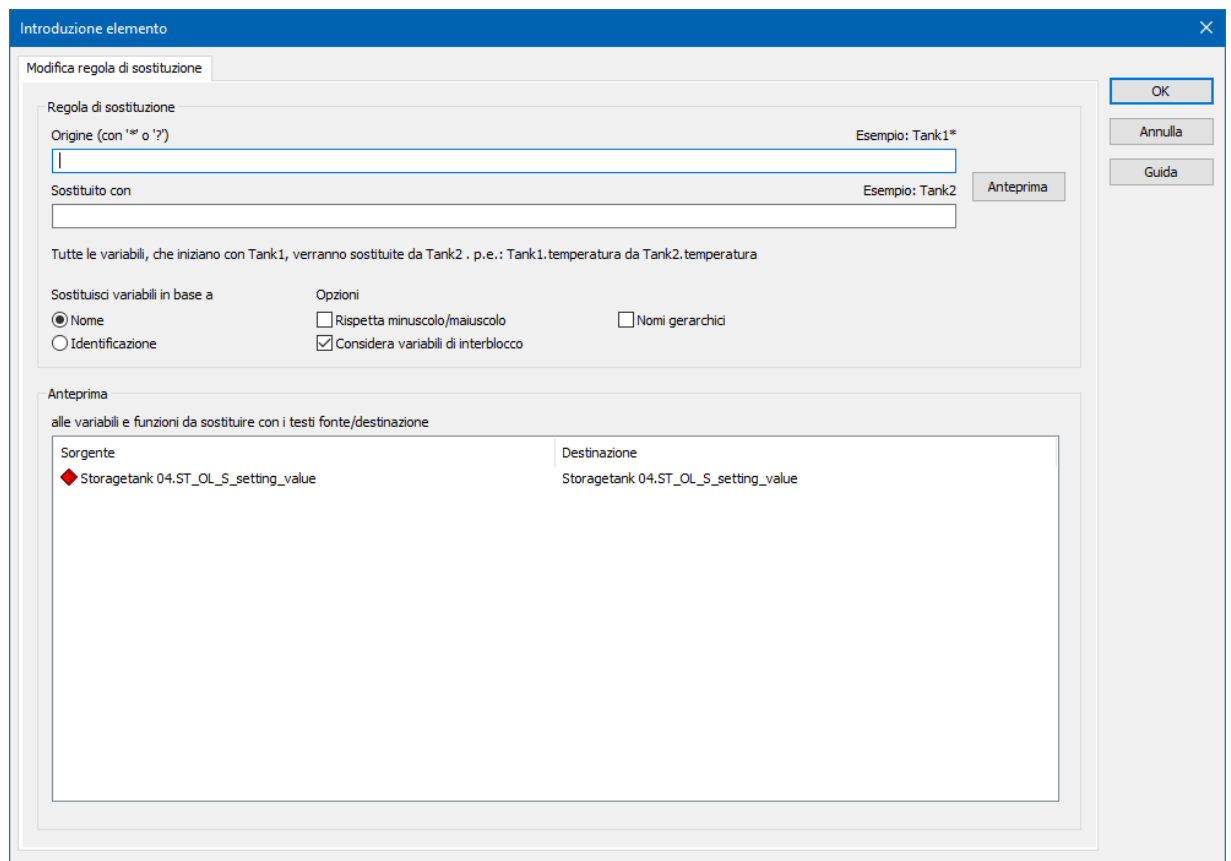 Introduzione elemento
Modifica regola di sostituzione
OK
Regola di sostituzione
Origine (con '*' o '?') Esempio: Tank1*
Annulla
Guida
Sostituito con Esempio: Tank2
Anteprima
Tutte le variabili, che iniziano con Tank1, verranno sostituite da Tank2 . p.e.: Tank1.temperatura da Tank2.temperatura
Sostituisci variabili in base a Opzioni
Nome Rispetta minuscolo/maiuscolo Nomi gerarchici
Identificazione Considera variabili di interblocco
Anteprima
alle variabili e funzioni da sostituire con i testi fonte/destinazione
Sorgente Destinazione
Storagetank 04.ST_OL_S_setting_value Storagetank 04.ST_OL_S_setting_value